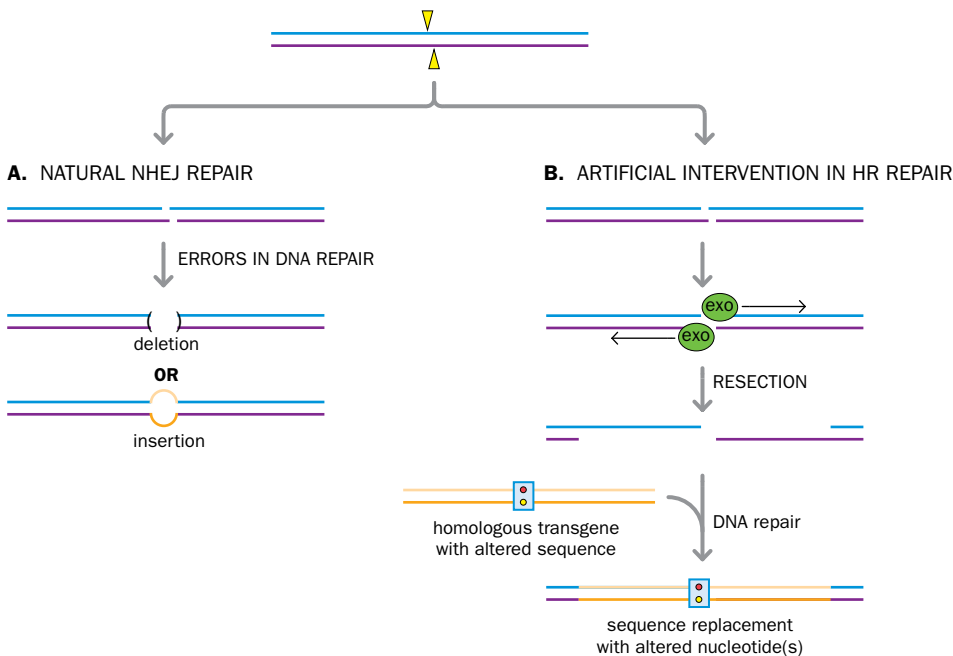 A. NATURAL NHEJ REPAIR
ERRORS IN DNA REPAIR
deletion
OR
insertion
B. ARTIFICIAL INTERVENTION IN HR REPAIR
exo
exo
RESECTION
homologous transgene
with altered sequence
DNA repair
sequence replacement
with altered nucleotide(s)